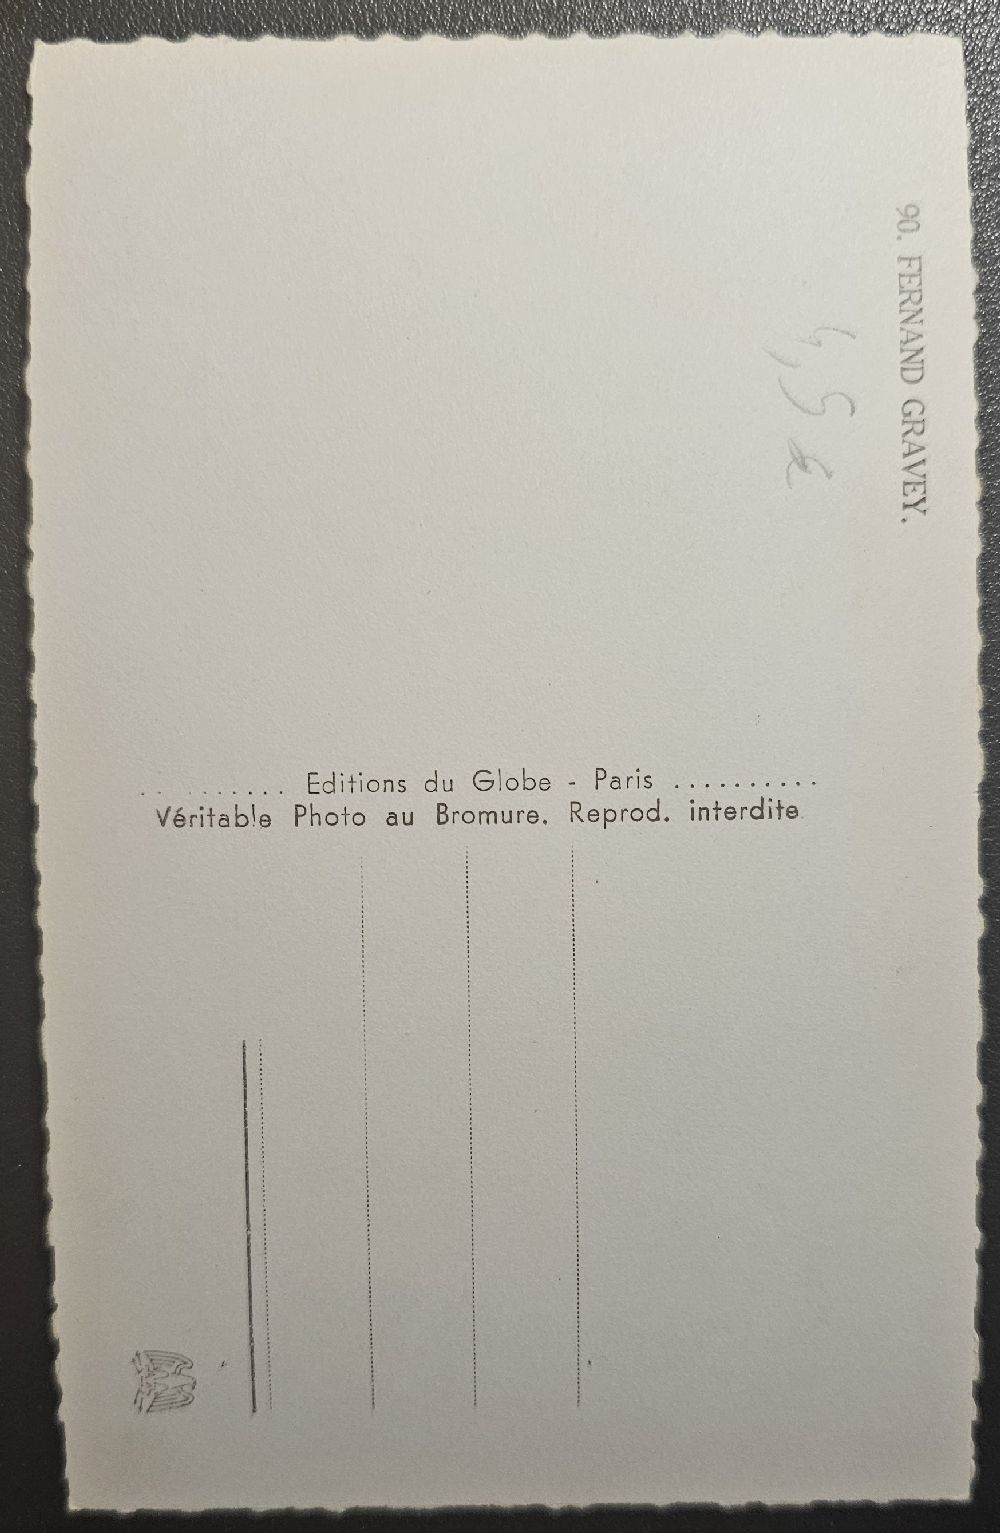 90. FERNAND GRAVEY.
4,5 €
.. ....... Editions du Globe - Paris ..........
Véritable Photo au Bromure. Reprod. interdite